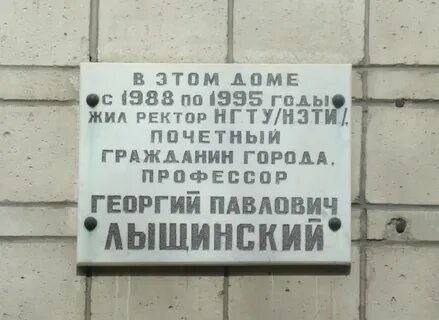 В ЭТОМ ДОМЕ
С 1988 ПО 1995 ГОДЫ
ЖИЛ РЕКТОР НГТУ/НЭТИ/,
ПОЧЕТНЫЙ
ГРАЖДАНИН ГОРОДА,
ПРОФЕССОР
ГЕОРГИЙ ПАВЛОВИЧ
ЛЫЩИНСКИЙ